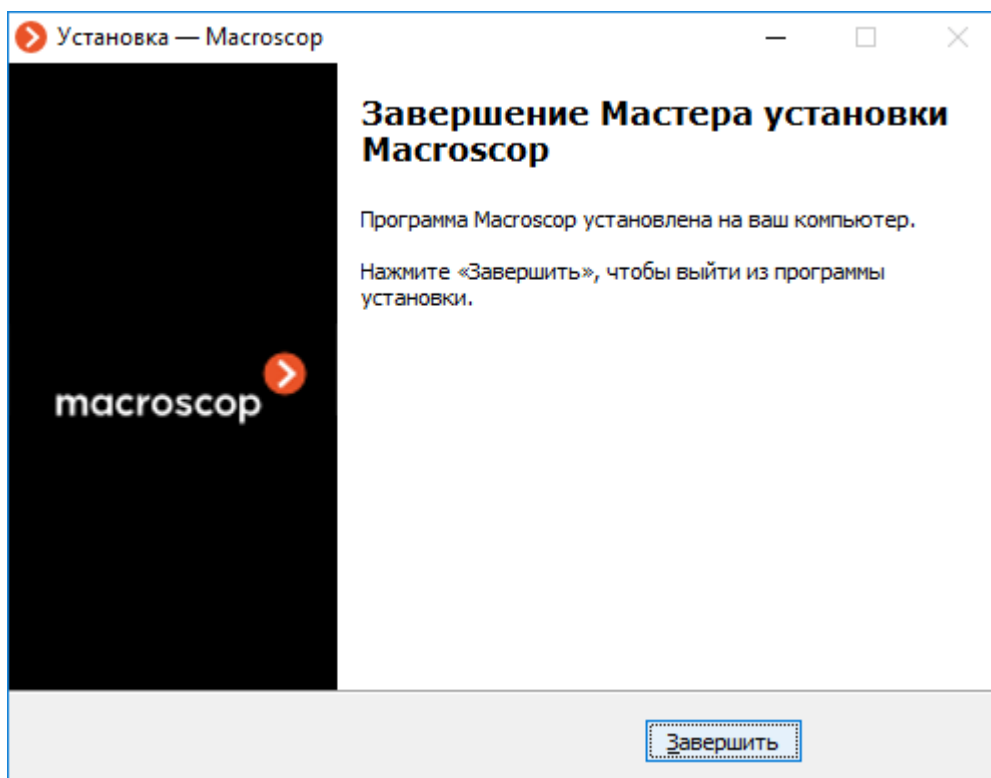 Установка — Macroscop
Завершение Мастера установки
Macroscop
Программа Macroscop установлена на ваш компьютер.
Нажмите «Завершить», чтобы выйти из программы
установки.
macroscop
Завершить